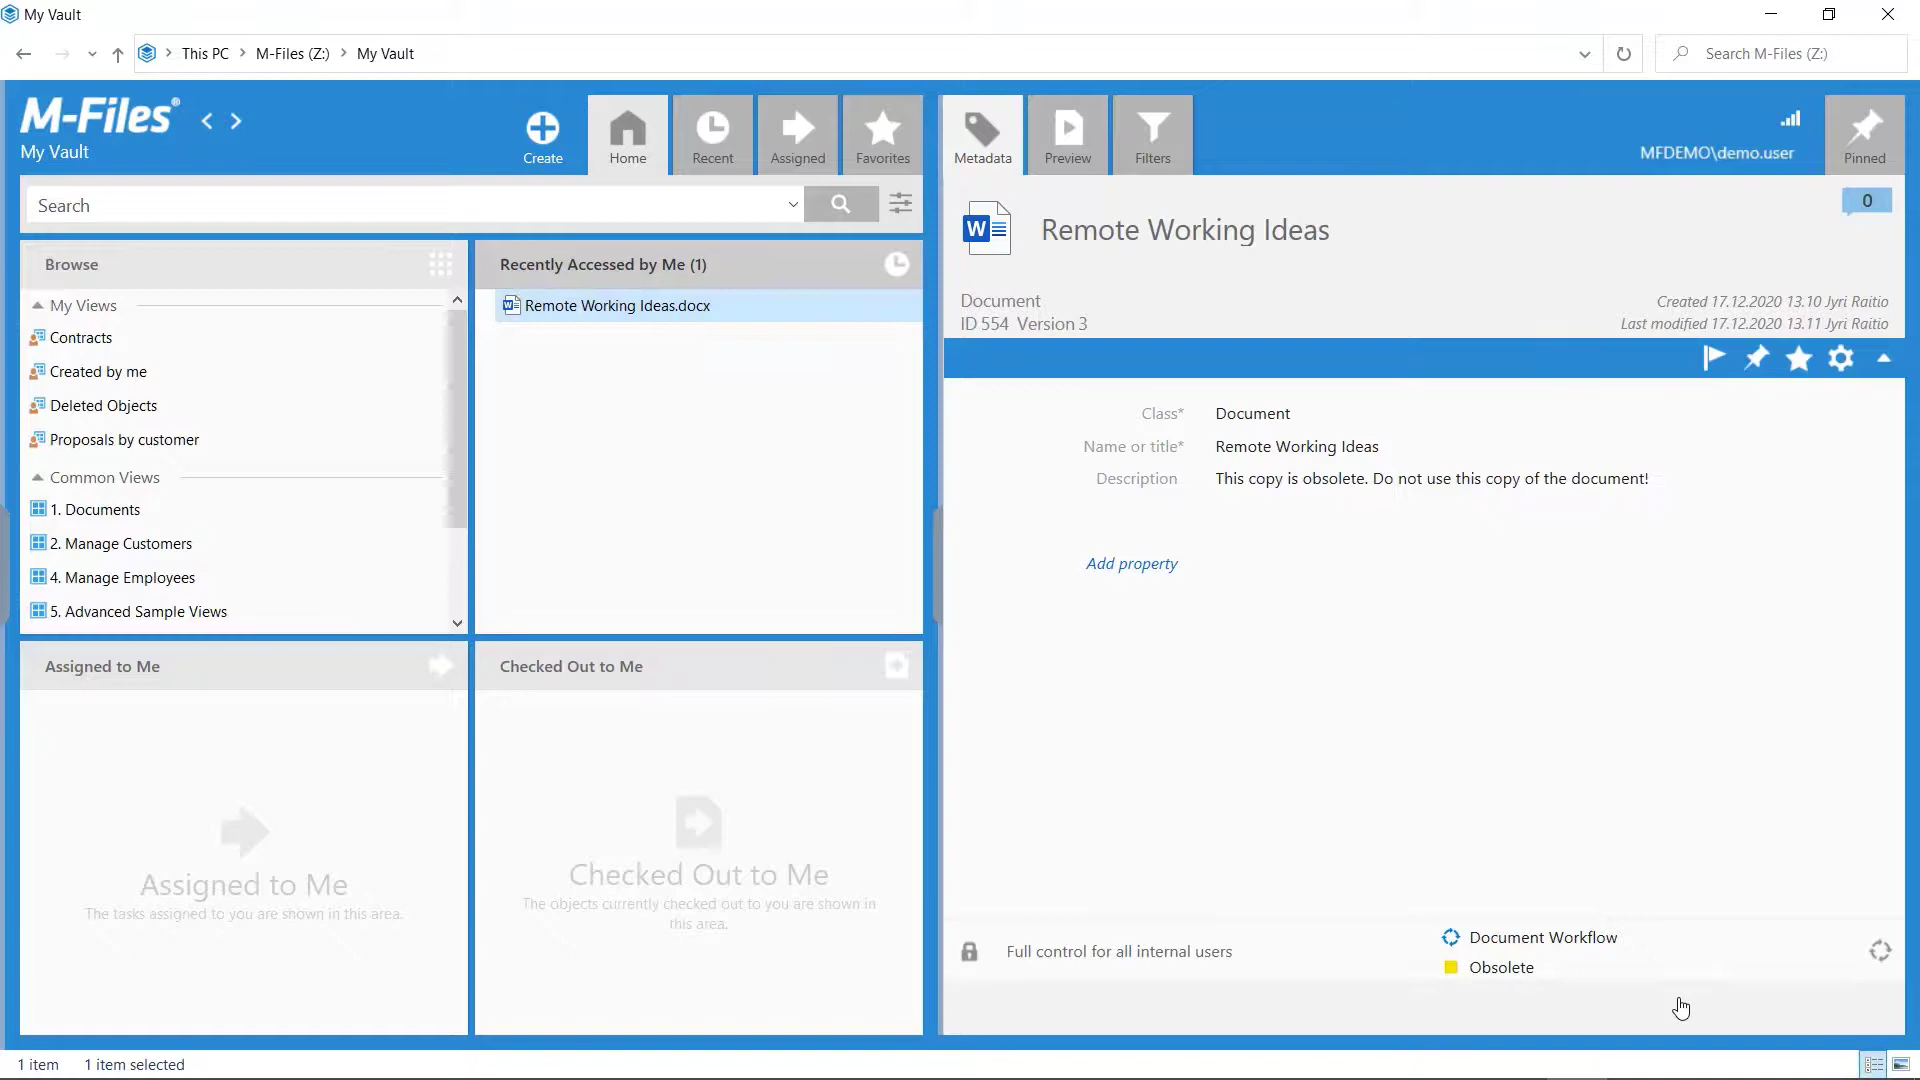 My Vault
This PC > M-Files (Z:) > My Vault
Search M-Files (Z:)
M-Files®
My Vault
Create
Home
Recent
Assigned
Favorites
Metadata
Preview
Filters
MFDEMO\demo.user
Pinned
Search
Browse
My Views
Contracts
Created by me
Deleted Objects
Proposals by customer
Common Views
1. Documents
2. Manage Customers
4. Manage Employees
5. Advanced Sample Views
Recently Accessed by Me (1)
Remote Working Ideas.docx
Assigned to Me
Assigned to Me
The tasks assigned to you are shown in this area.
Checked Out to Me
Checked Out to Me
The objects currently checked out to you are shown in
this area.
0
W
Remote Working Ideas
Document
ID 554 Version 3
Created 17.12.2020 13.10 Jyri Raitio
Last modified 17.12.2020 13.11 Jyri Raitio
Class* Document
Name or title* Remote Working Ideas
Description This copy is obsolete. Do not use this copy of the document!
Add property
Full control for all internal users
Document Workflow
Obsolete
1 item 1 item selected